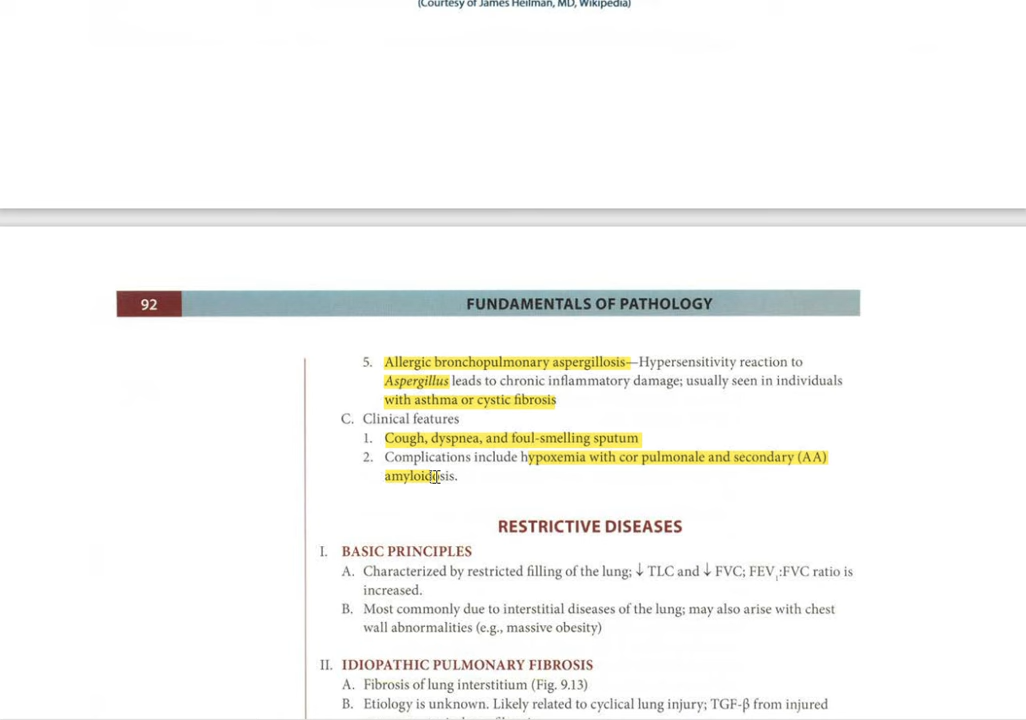 (Courtesy of James Heilman, MD, Wikipedia)
92
FUNDAMENTALS OF PATHOLOGY
5. Allergic bronchopulmonary aspergillosis—Hypersensitivity reaction to
Aspergillus leads to chronic inflammatory damage; usually seen in individuals
with asthma or cystic fibrosis
C. Clinical features
1. Cough, dyspnea, and foul-smelling sputum
2. Complications include hypoxemia with cor pulmonale and secondary (AA)
amyloidosis.
RESTRICTIVE DISEASES
I. BASIC PRINCIPLES
A. Characterized by restricted filling of the lung; ↓ TLC and ↓ FVC; FEV₁:FVC ratio is
increased.
B. Most commonly due to interstitial diseases of the lung; may also arise with chest
wall abnormalities (e.g., massive obesity)
II. IDIOPATHIC PULMONARY FIBROSIS
A. Fibrosis of lung interstitium (Fig. 9.13)
B. Etiology is unknown. Likely related to cyclical lung injury; TGF-β from injured